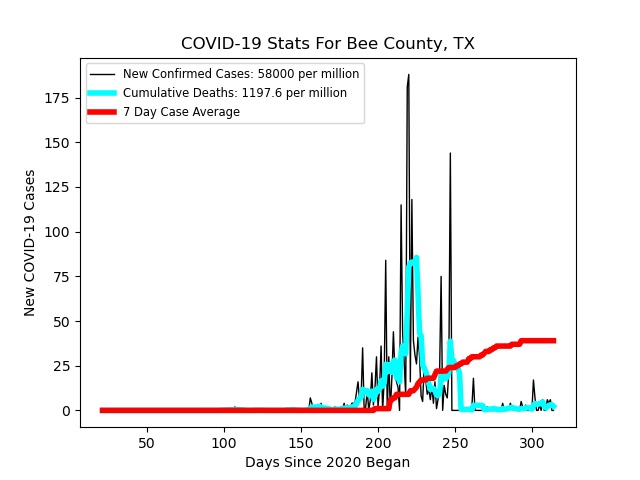 COVID-19 Stats For Bee County, TX
New Confirmed Cases: 58000 per million
Cumulative Deaths: 1197.6 per million
7 Day Case Average
New COVID-19 Cases
175
150
125
100
75
50
25
0
50 100 150 200 250 300
Days Since 2020 Began